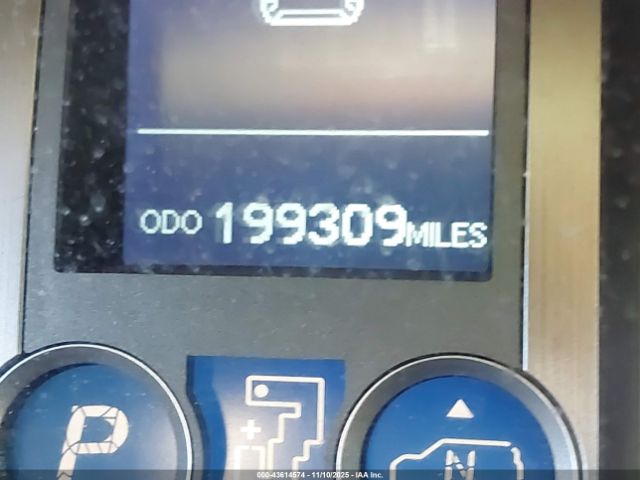 ODO 199309MILES
P
N
000-43614574 - 11/10/2025 - IAA Inc.